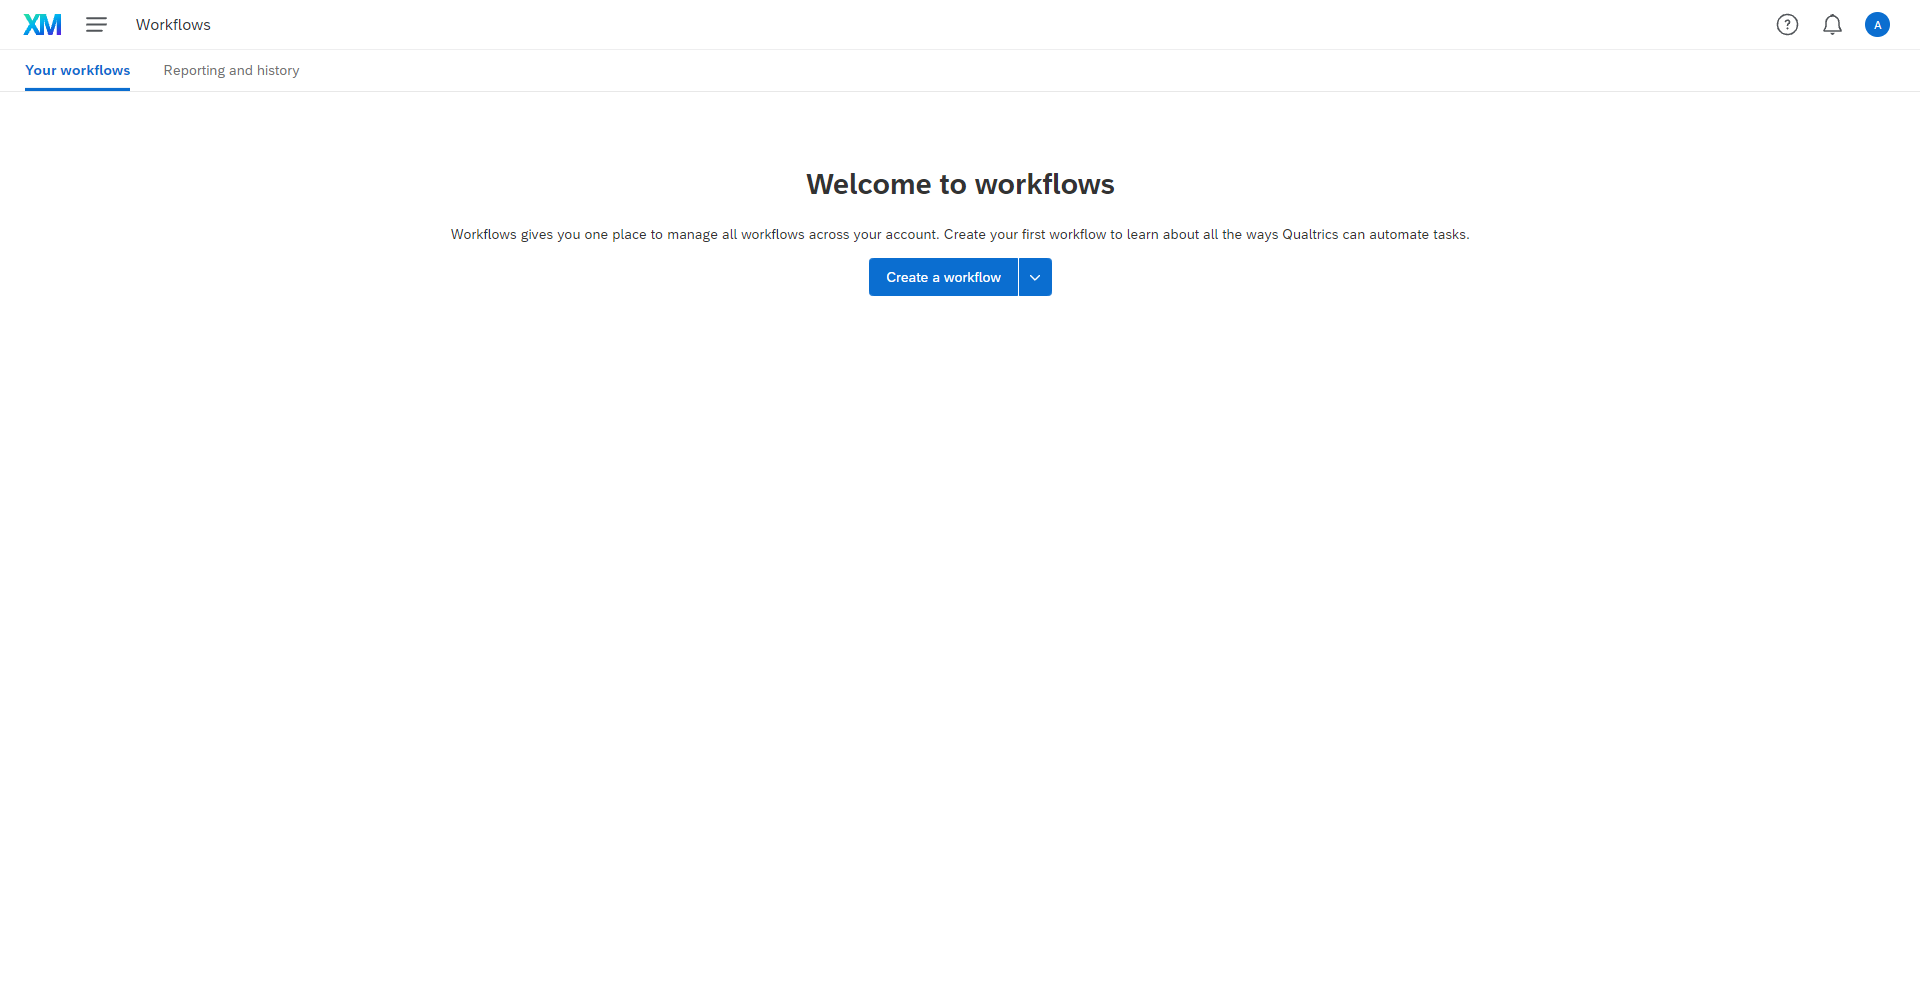 XM
Workflows
?
A
Your workflows
Reporting and history
Welcome to workflows
Workflows gives you one place to manage all workflows across your account. Create your first workflow to learn about all the ways Qualtrics can automate tasks.
Create a workflow